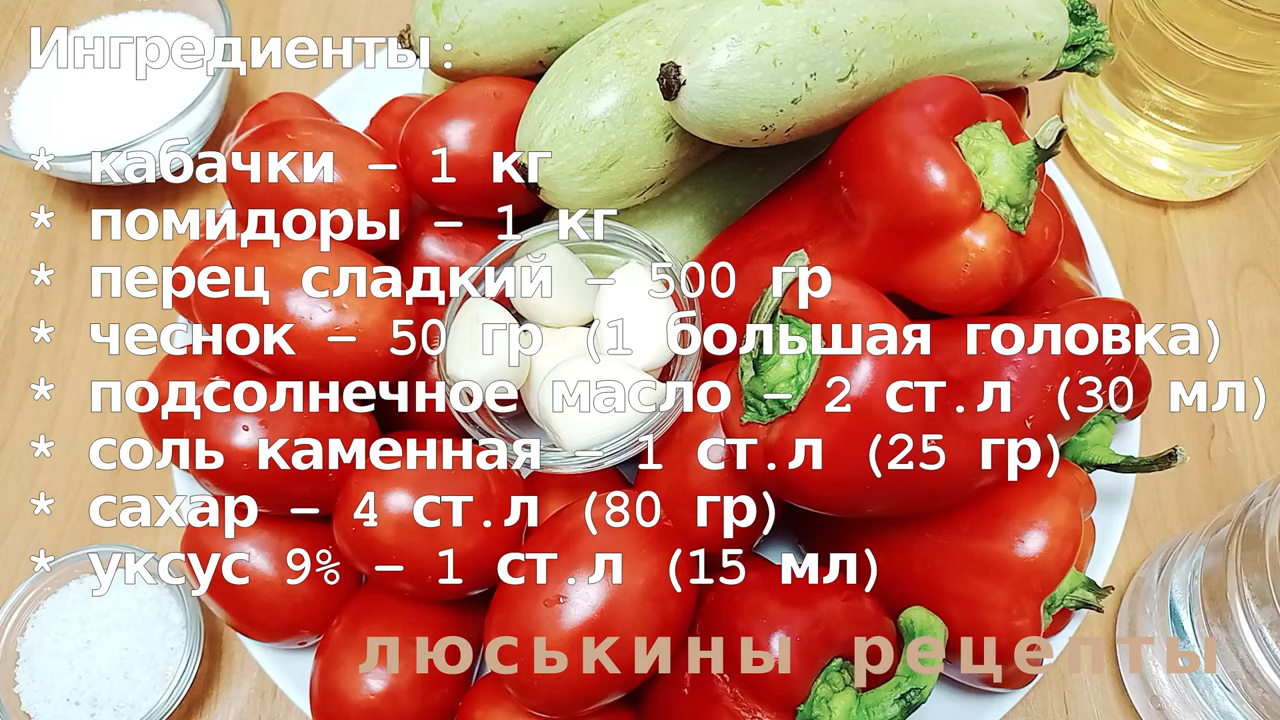 Ингредиенты:
* кабачки – 1 кг
* помидоры – 1 кг
* перец сладкий – 500 гр
* чеснок – 50 гр (1 большая головка)
* подсолнечное масло – 2 ст.л (30 мл)
* соль каменная – 1 ст.л (25 гр)
* сахар – 4 ст.л (80 гр)
* уксус 9% – 1 ст.л (15 мл)
люськины рецепты